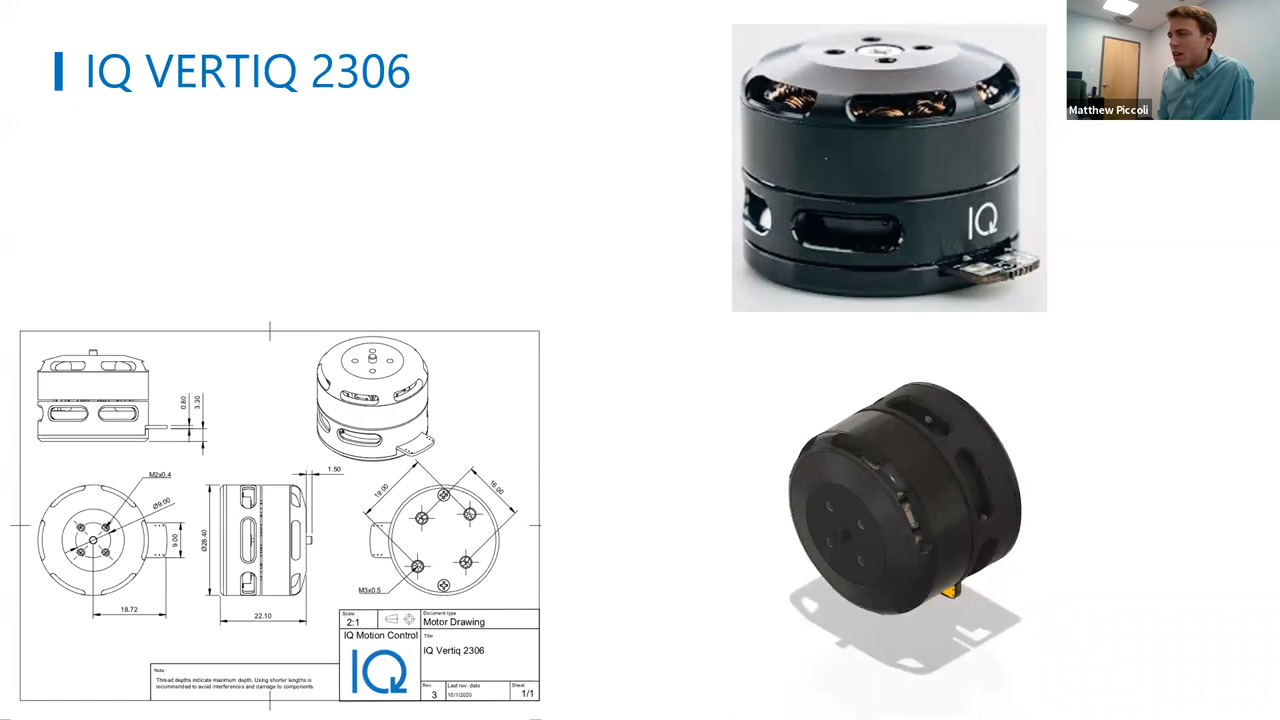 IQ VERTIQ 2306
Matthew Piccoli
IQ
0.80
3.30
M2x0.4
Ø9.00
9.00
18.72
Ø28.40
22.10
1.50
19.00
16.00
M3x0.5
Scale
2:1
Document type
Motor Drawing
IQ Motion Control
IQ
Title
IQ Vertiq 2306
Rev.
3
Last rev. date
10/1/2020
Sheet
1/1
Note:
Thread depths indicate maximum depth. Using shorter lengths is
recommended to avoid interferences and damage to components.